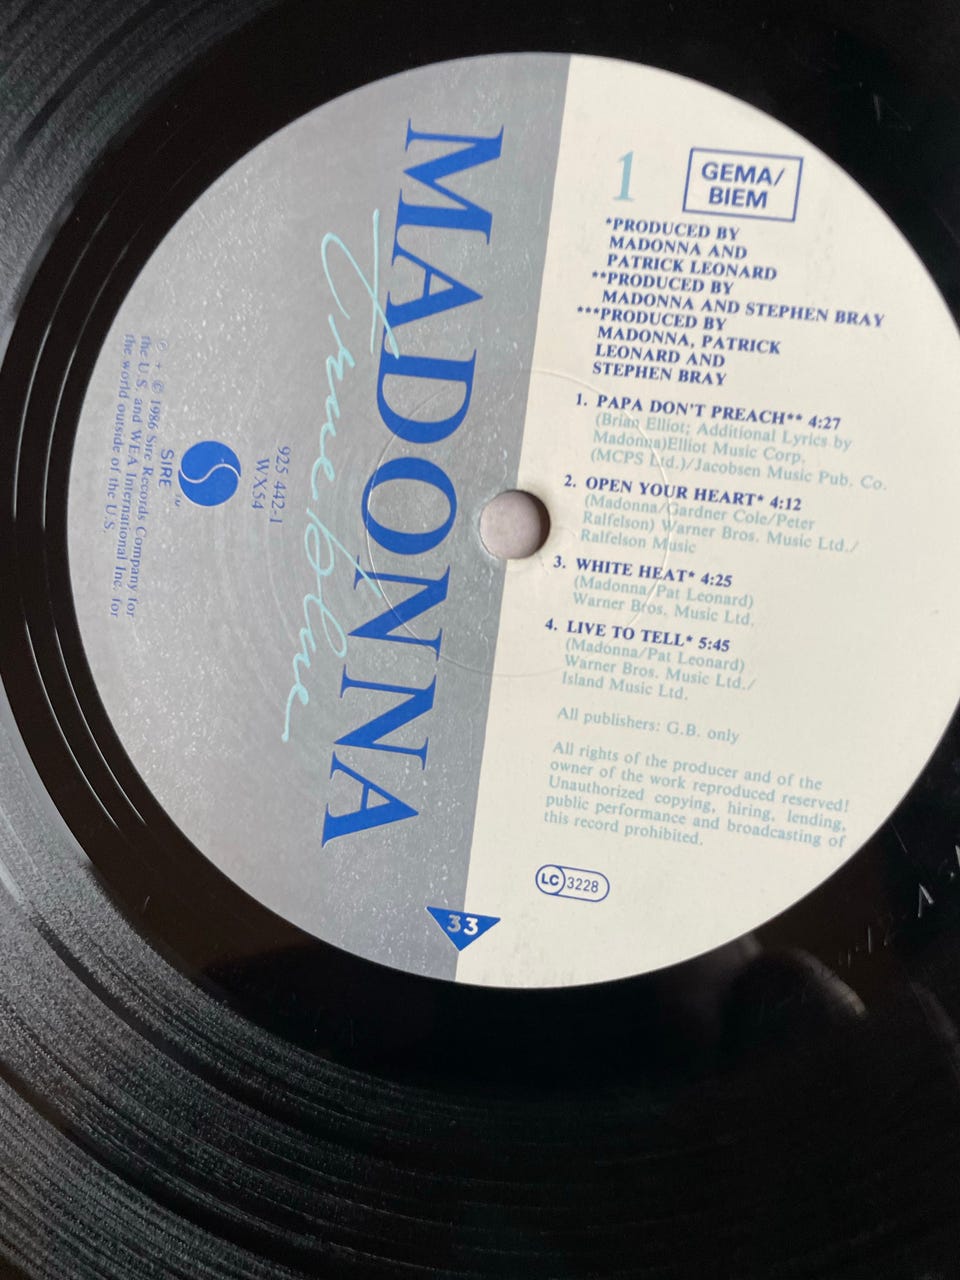 MADONNA
True Blue
925 442-1
WX54
SIRE
℗ + © 1986 Sire Records Company for
the U.S. and WEA International Inc. for
the world outside of the U.S.
1
GEMA/
BIEM
*PRODUCED BY
MADONNA AND
PATRICK LEONARD
**PRODUCED BY
MADONNA AND STEPHEN BRAY
***PRODUCED BY
MADONNA, PATRICK
LEONARD AND
STEPHEN BRAY
1. PAPA DON'T PREACH** 4:27
(Brian Elliot; Additional Lyrics by
Madonna)Elliot Music Corp.
(MCPS Ltd.)/Jacobsen Music Pub. Co.
2. OPEN YOUR HEART* 4:12
(Madonna/Gardner Cole/Peter
Ralfelson) Warner Bros. Music Ltd./
Ralfelson Music
3. WHITE HEAT* 4:25
(Madonna/Pat Leonard)
Warner Bros. Music Ltd.
4. LIVE TO TELL* 5:45
(Madonna/Pat Leonard)
Warner Bros. Music Ltd./
Island Music Ltd.
All publishers: G.B. only
All rights of the producer and of the
owner of the work reproduced reserved!
Unauthorized copying, hiring, lending,
public performance and broadcasting of
this record prohibited.
LC 3228
33